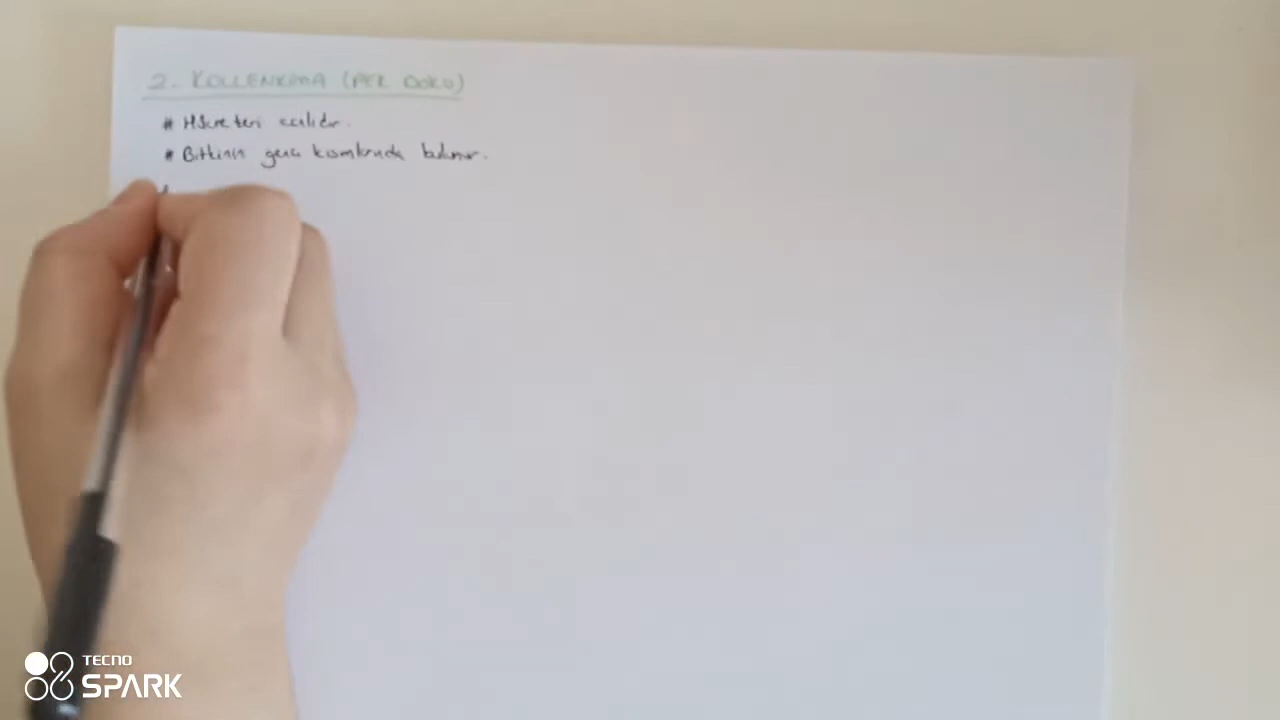 2. KOLLENKİMA (PEK DOKU)
# Hücreleri canlıdır.
# Bitkinin genç kısımlarında bulunur.
TECNO
SPARK